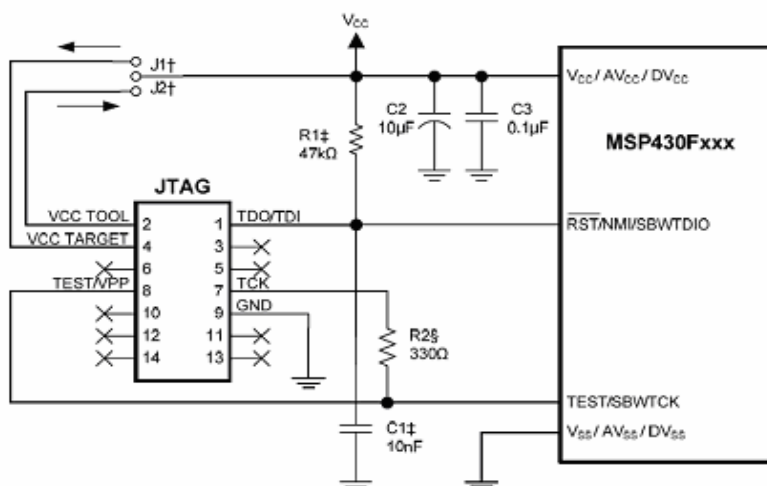 VCC
J1†
J2†
VCC / AVCC / DVCC
C2
10µF
C3
0.1µF
R1‡
47kΩ
MSP430Fxxx
JTAG
VCC TOOL
2
1
TDO/TDI
RST/NMI/SBWTDIO
VCC TARGET
4
3
6
5
TEST/VPP
8
7
TCK
10
9
GND
12
11
14
13
R2§
330Ω
TEST/SBWTCK
C1‡
10nF
VSS / AVSS / DVSS